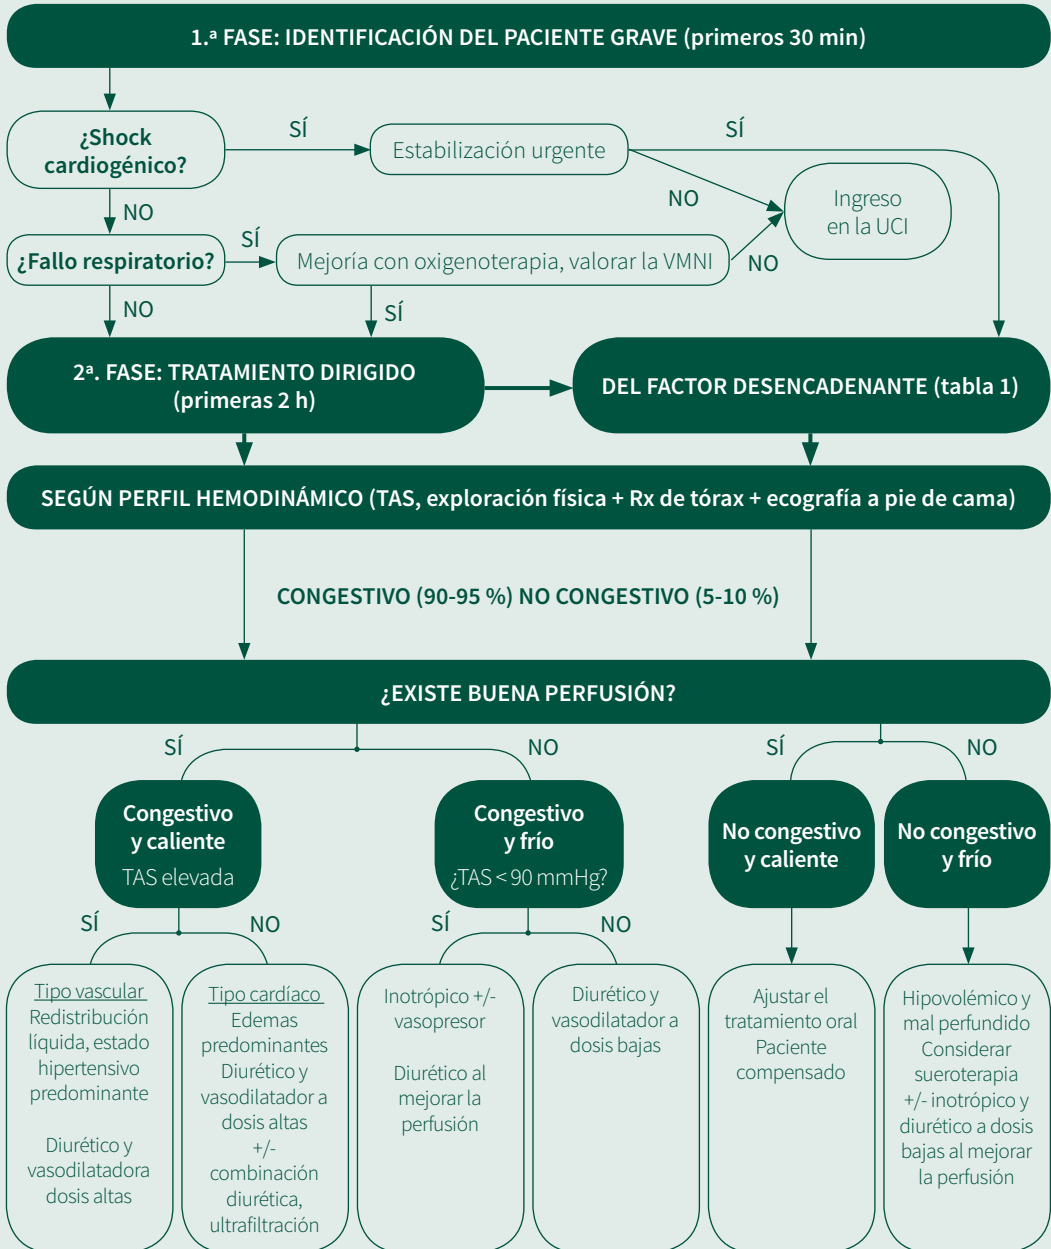 1.ª FASE: IDENTIFICACIÓN DEL PACIENTE GRAVE (primeros 30 min)
¿Shock
cardiogénico?
SÍ
Estabilización urgente
SÍ
NO
NO
Ingreso
en la UCI
¿Fallo respiratorio?
SÍ
Mejoría con oxigenoterapia, valorar la VMNI
NO
NO
SÍ
2ª. FASE: TRATAMIENTO DIRIGIDO
(primeras 2 h)
DEL FACTOR DESENCADENANTE (tabla 1)
SEGÚN PERFIL HEMODINÁMICO (TAS, exploración física + Rx de tórax + ecografía a pie de cama)
CONGESTIVO (90-95 %) NO CONGESTIVO (5-10 %)
¿EXISTE BUENA PERFUSIÓN?
SÍ
NO
SÍ
NO
Congestivo
y caliente
TAS elevada
Congestivo
y frío
¿TAS < 90 mmHg?
No congestivo
y caliente
No congestivo
y frío
SÍ
NO
SÍ
NO
Tipo vascular
Redistribución
líquida, estado
hipertensivo
predominante
Diurético y
vasodilatadora
dosis altas
Tipo cardíaco
Edemas
predominantes
Diurético y
vasodilatador a
dosis altas
+/-
combinación
diurética,
ultrafiltración
Inotrópico +/-
vasopresor
Diurético al
mejorar la
perfusión
Diurético y
vasodilatador a
dosis bajas
Ajustar el
tratamiento oral
Paciente
compensado
Hipovolémico y
mal perfundido
Considerar
sueroterapia
+/- inotrópico y
diurético a dosis
bajas al mejorar
la perfusión